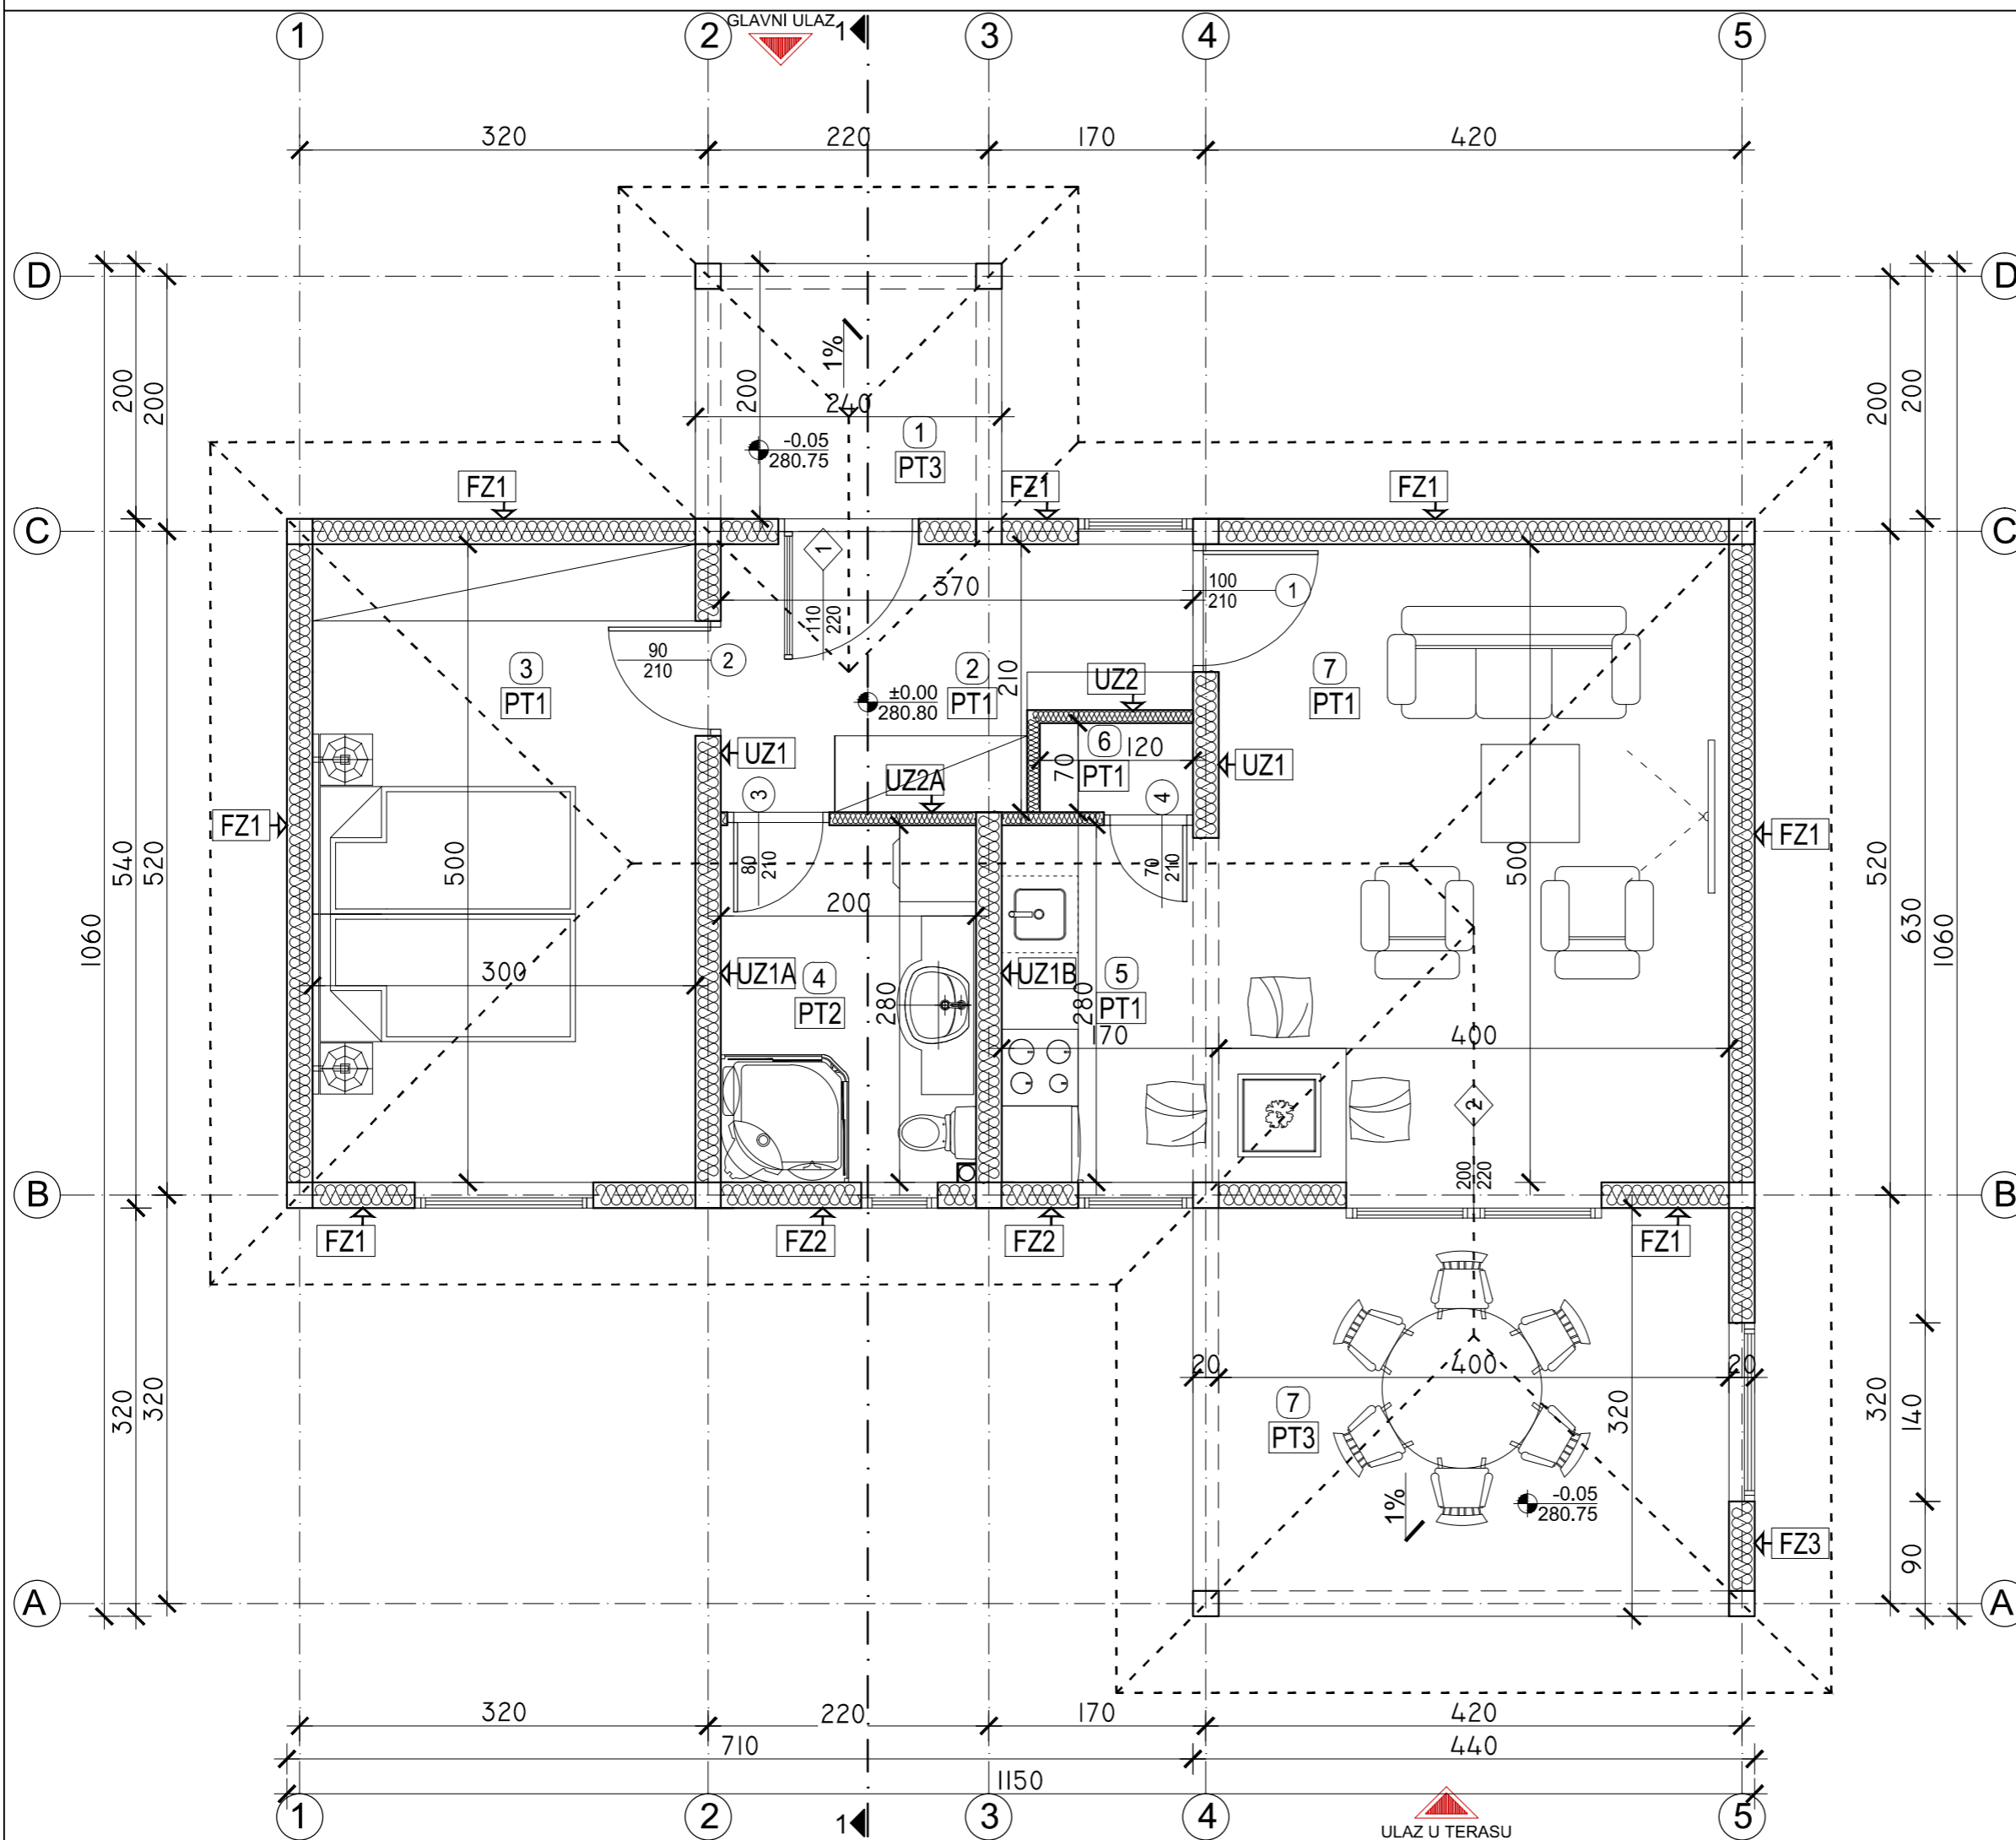 GLAVNI ULAZ 1
1 2 3 4 5
320 220 170 420
D D
200 200 1% 200 240 200 200
-0.05
280.75
1
PT3
FZ1 FZ1 FZ1
C C
1
110
220
370
100
210
1
90
210
2
3
PT1
2
PT1
210
UZ2
7
PT1
±0.00
280.80
UZ1
6
PT1
120
70
UZ1
UZ2A
3
4
FZ1
FZ1
80
210
70
210
1060 540 520 500 500 520 630 1060
200
300
UZ1A
4
PT2
280
UZ1B
5
PT1
280
170
400
2
200
220
B B
FZ1 FZ2 FZ2 FZ1
20 400 20
320 320 320 320 140
7
PT3
1%
-0.05
280.75
FZ3
90
A A
320 220 170 420
710 440
1150
1 2 3 4 5
1
ULAZ U TERASU